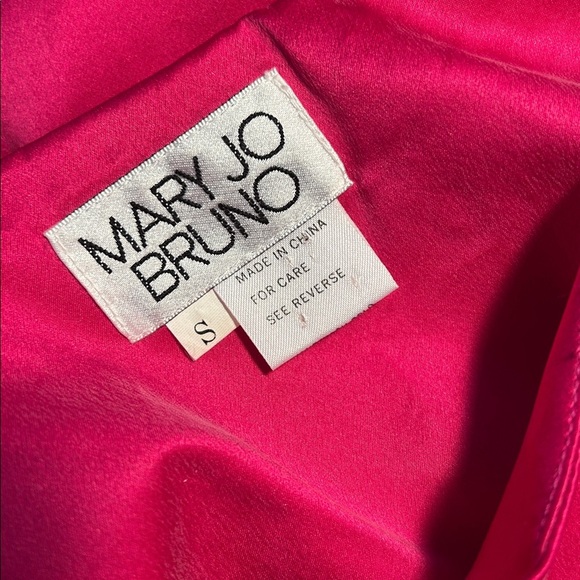 MARY JO
BRUNO
S
MADE IN CHINA
FOR CARE
SEE REVERSE